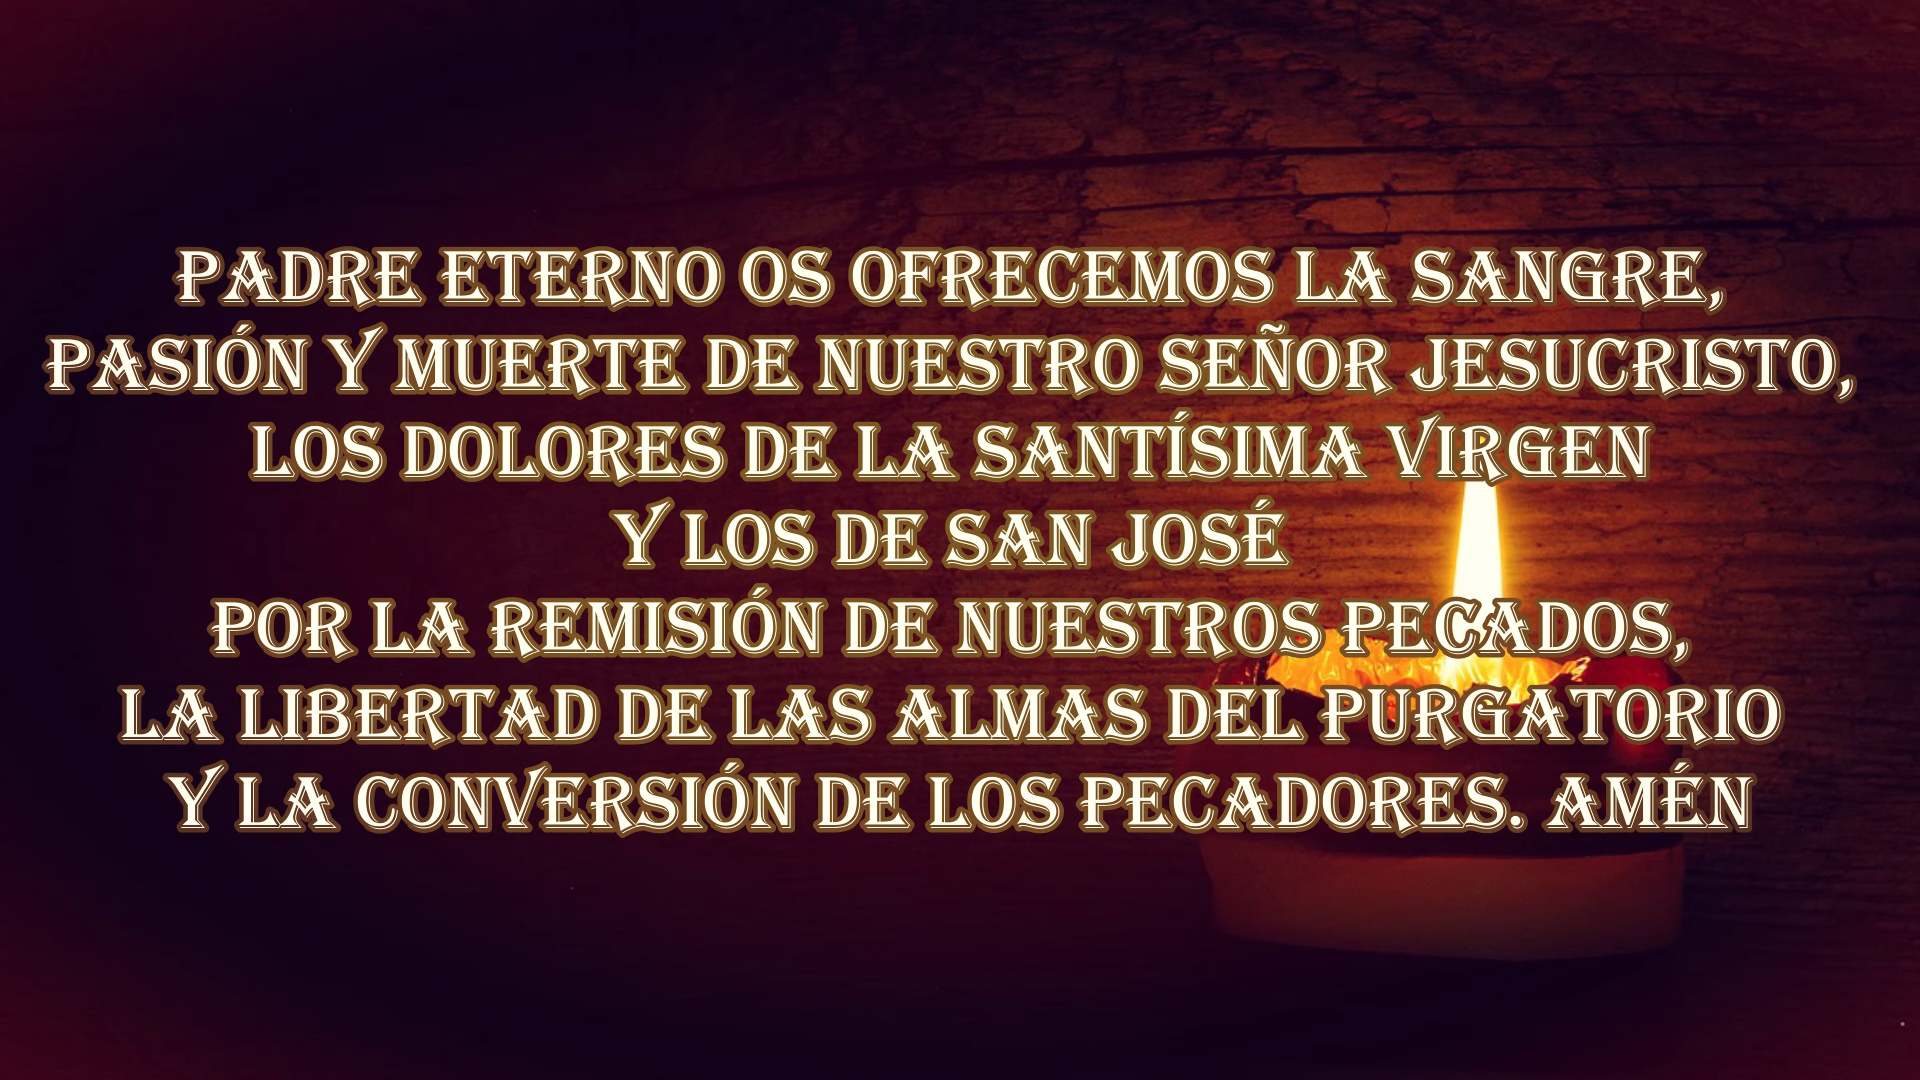 PADRE ETERNO OS OFRECEMOS LA SANGRE,
PASIÓN Y MUERTE DE NUESTRO SEÑOR JESUCRISTO,
LOS DOLORES DE LA SANTÍSIMA VIRGEN
Y LOS DE SAN JOSÉ
POR LA REMISIÓN DE NUESTROS PECADOS,
LA LIBERTAD DE LAS ALMAS DEL PURGATORIO
Y LA CONVERSIÓN DE LOS PECADORES. AMÉN